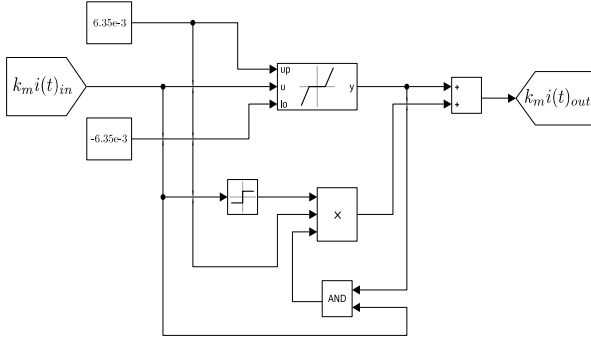 6.35e-3
k_m i(t)_in
up
u
lo
y
-6.35e-3
+
+
k_m i(t)_out
X
AND